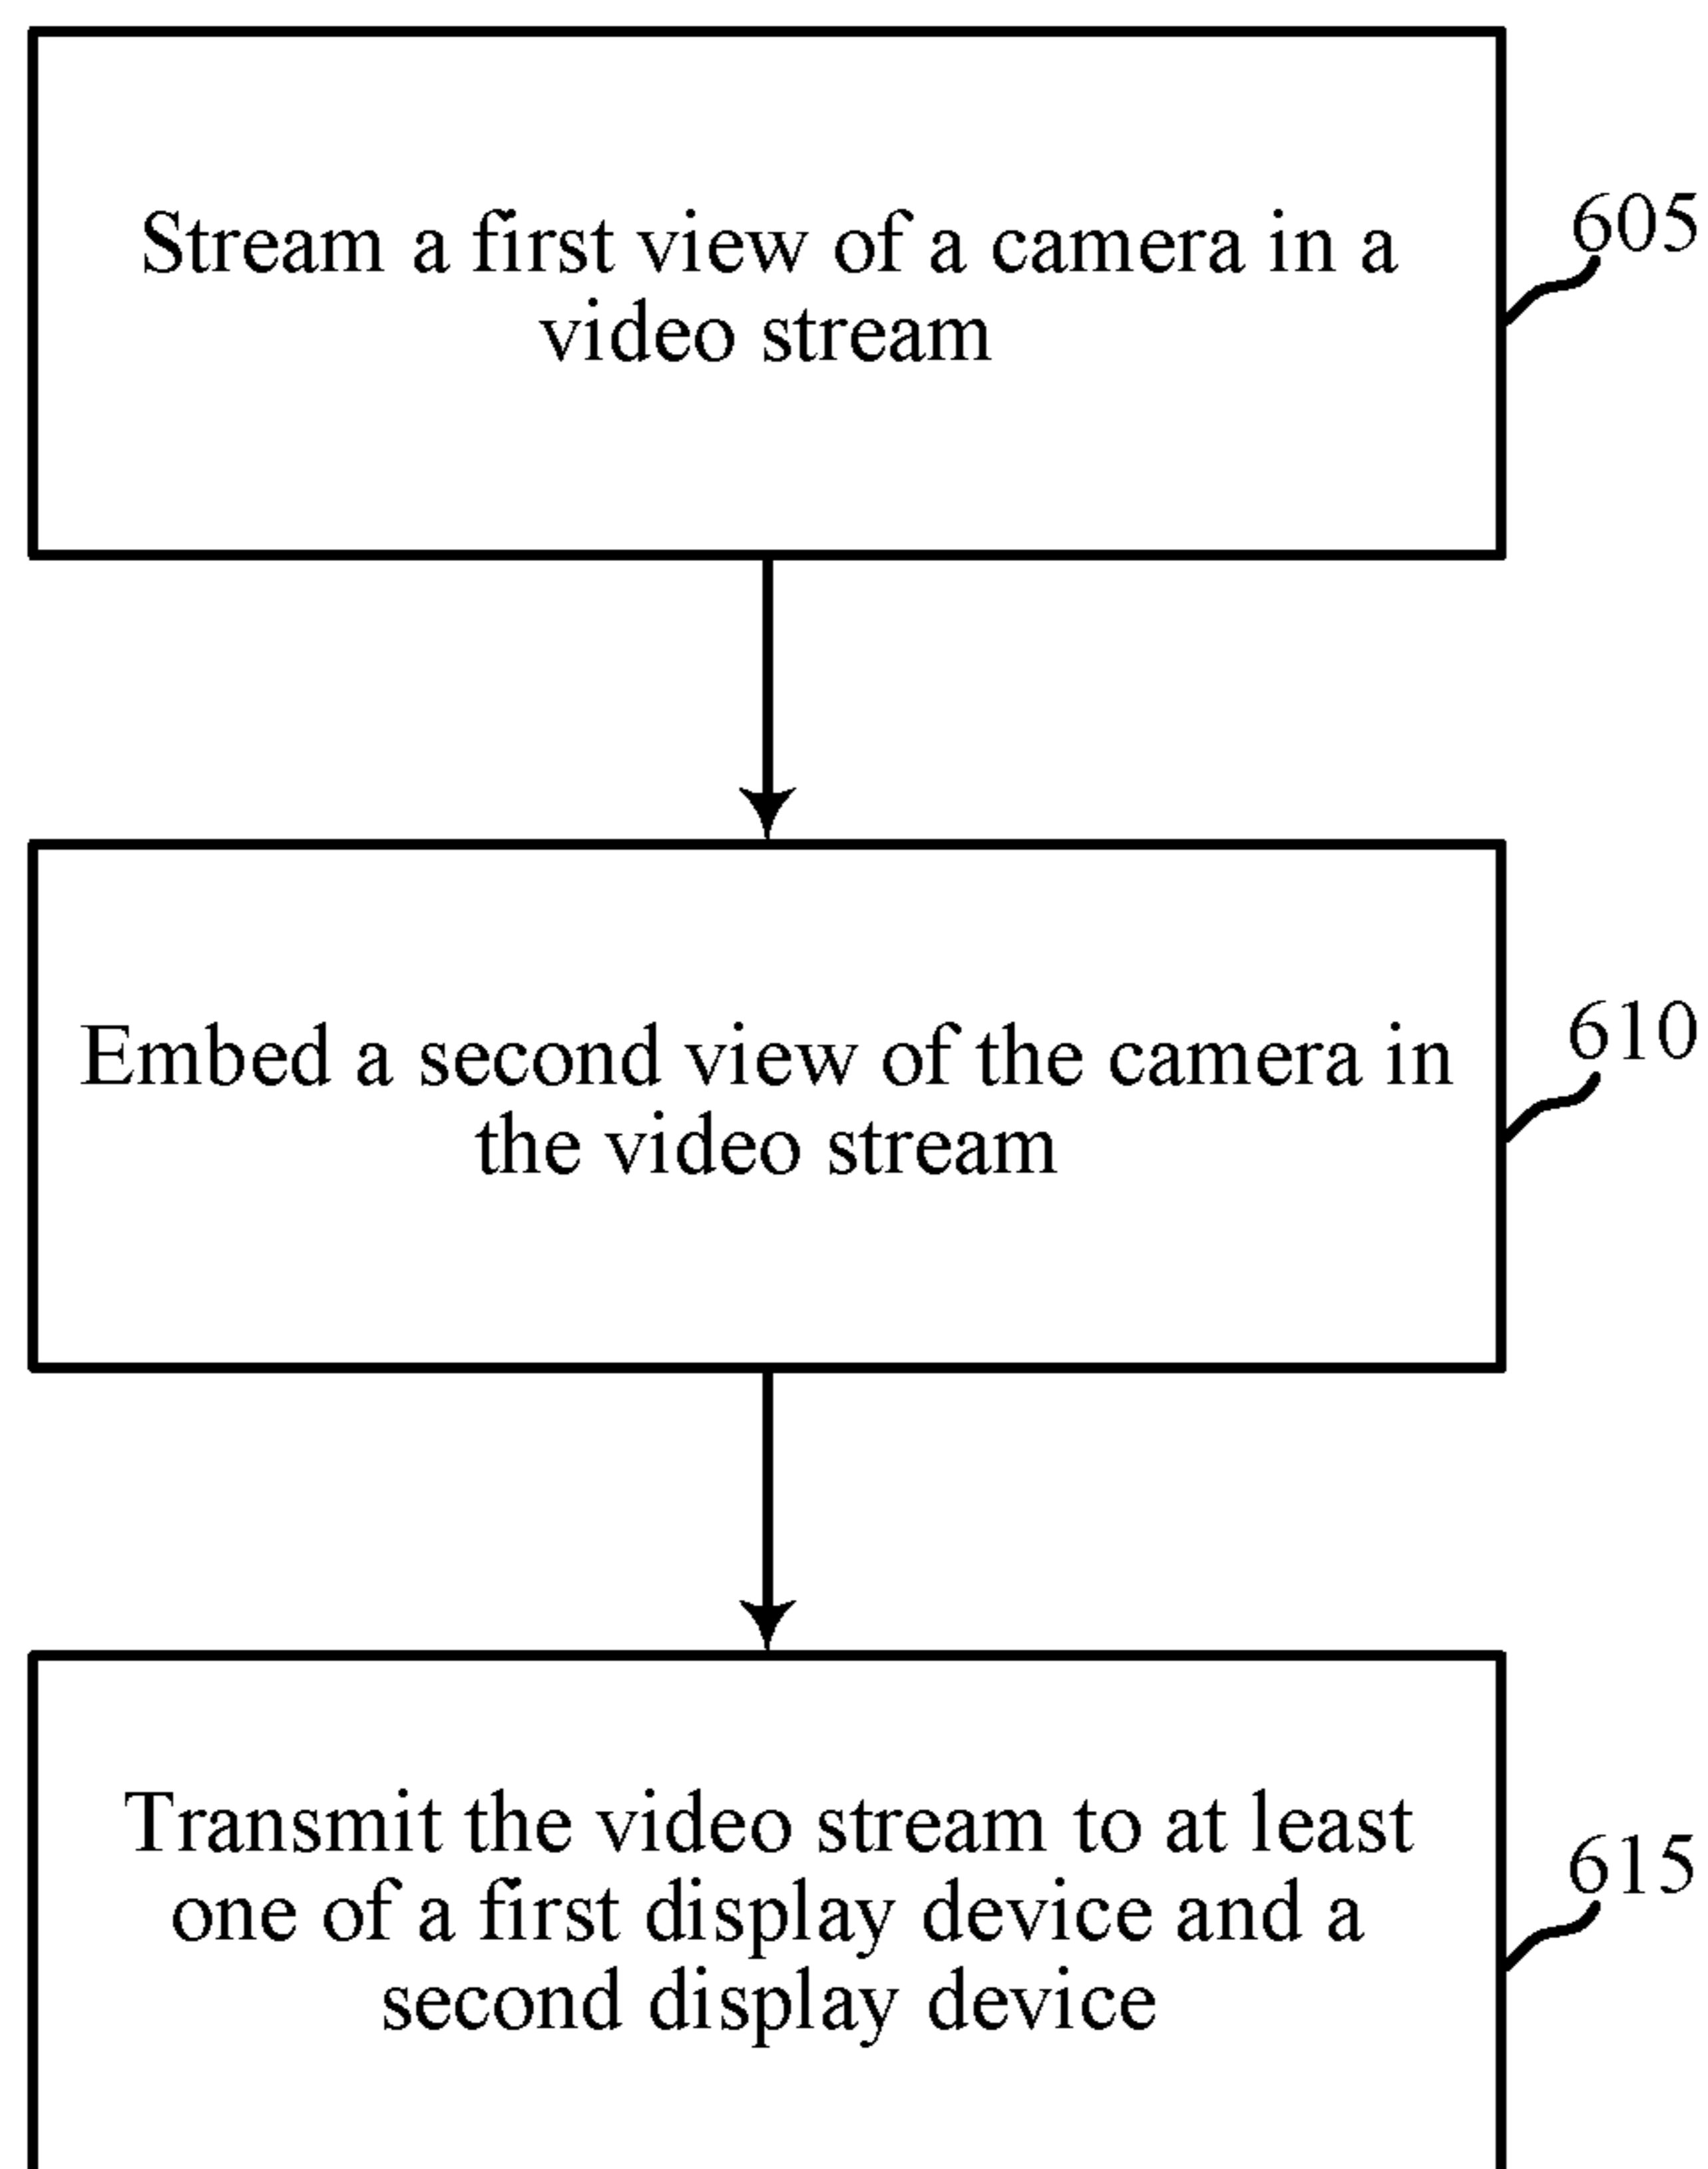 Stream a first view of a camera in a
video stream
605
Embed a second view of the camera in
the video stream
610
Transmit the video stream to at least
one of a first display device and a
second display device
615